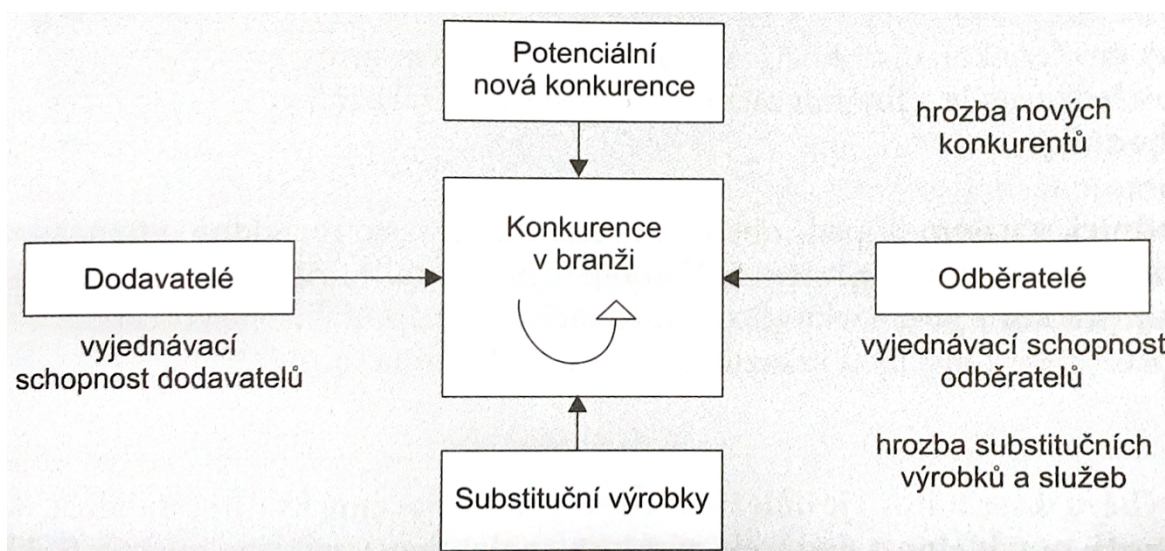 Potenciální
nová konkurence
hrozba nových
konkurentů
Konkurence
v branži
Dodavatelé
Odběratelé
vyjednávací
schopnost dodavatelů
vyjednávací schopnost
odběratelů
hrozba substitučních
výrobků a služeb
Substituční výrobky